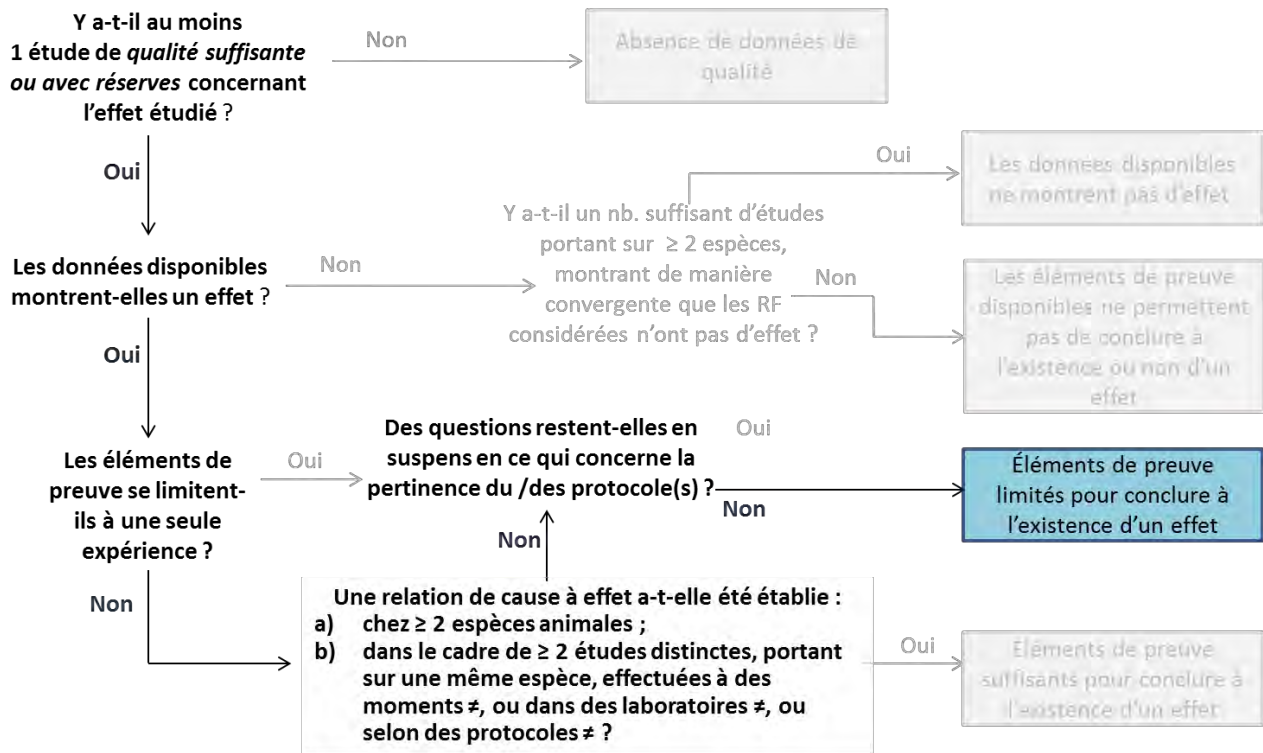 Y a-t-il au moins
1 étude de qualité suffisante
ou avec réserves concernant
l'effet étudié ?
Non
Absence de données de
qualité
Oui
Oui
Les données disponibles
ne montrent pas d'effet
Y a-t-il un nb. suffisant d'études
portant sur ≥ 2 espèces,
montrant de manière
convergente que les RF
considérées n'ont pas d'effet ?
Les données disponibles
montrent-elles un effet ?
Non
Non
Les éléments de preuve
disponibles ne permettent
pas de conclure à
l'existence ou non d'un
effet
Oui
Des questions restent-elles en
suspens en ce qui concerne la
pertinence du /des protocole(s) ?
Oui
Non
Les éléments de
preuve se limitent-
ils à une seule
expérience ?
Oui
Éléments de preuve
limités pour conclure à
l'existence d'un effet
Non
Non
Une relation de cause à effet a-t-elle été établie :
a) chez ≥ 2 espèces animales ;
b) dans le cadre de ≥ 2 études distinctes, portant
sur une même espèce, effectuées à des
moments ≠, ou dans des laboratoires ≠, ou
selon des protocoles ≠ ?
Oui
Éléments de preuve
suffisants pour conclure à
l'existence d'un effet